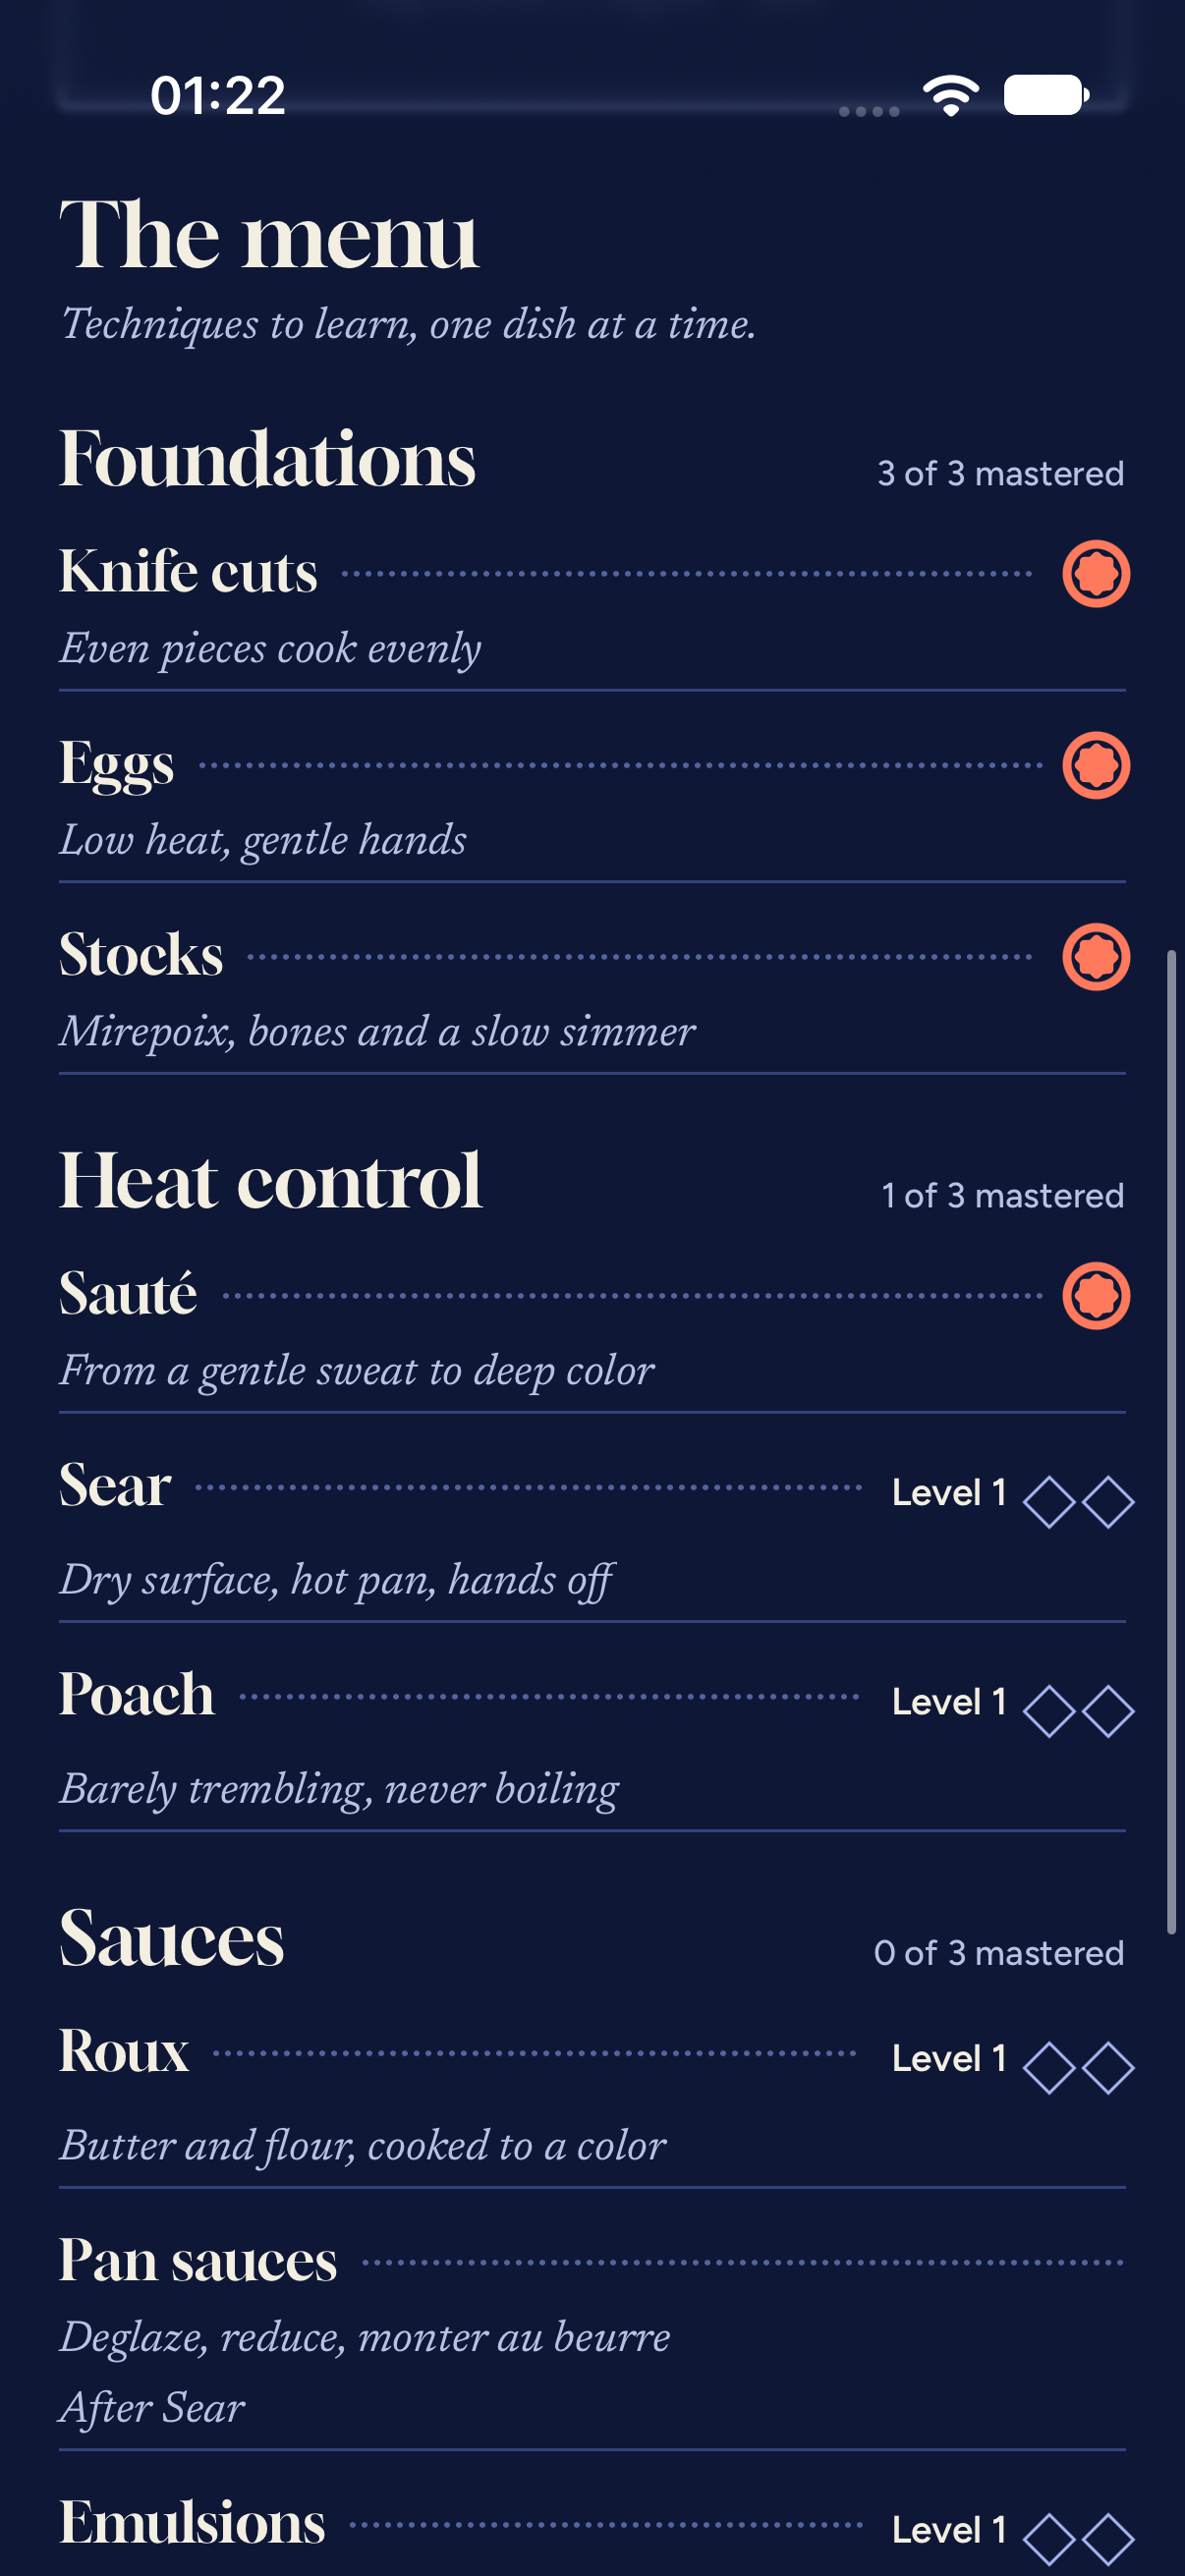 01:22
The menu
Techniques to learn, one dish at a time.
Foundations
3 of 3 mastered
Knife cuts
Even pieces cook evenly
Eggs
Low heat, gentle hands
Stocks
Mirepoix, bones and a slow simmer
Heat control
1 of 3 mastered
Sauté
From a gentle sweat to deep color
Sear
Level 1
Dry surface, hot pan, hands off
Poach
Level 1
Barely trembling, never boiling
Sauces
0 of 3 mastered
Roux
Level 1
Butter and flour, cooked to a color
Pan sauces
Deglaze, reduce, monter au beurre
After Sear
Emulsions
Level 1